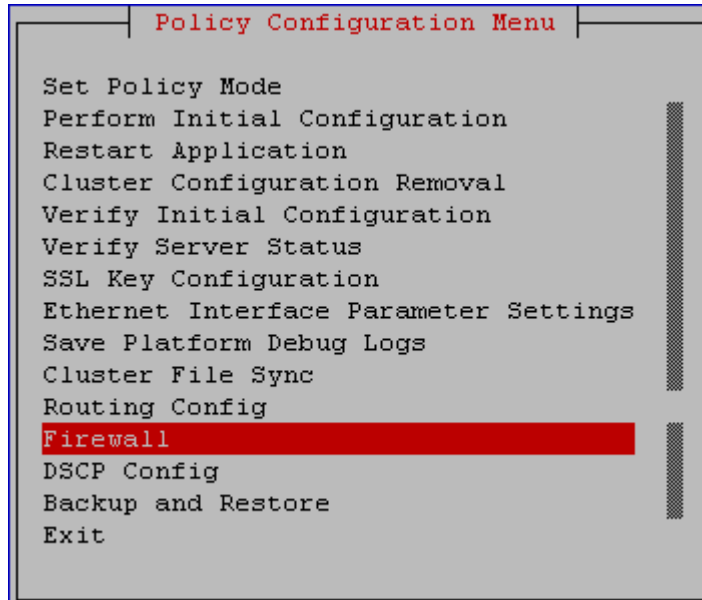 Policy Configuration Menu
Set Policy Mode
Perform Initial Configuration
Restart Application
Cluster Configuration Removal
Verify Initial Configuration
Verify Server Status
SSL Key Configuration
Ethernet Interface Parameter Settings
Save Platform Debug Logs
Cluster File Sync
Routing Config
Firewall
DSCP Config
Backup and Restore
Exit